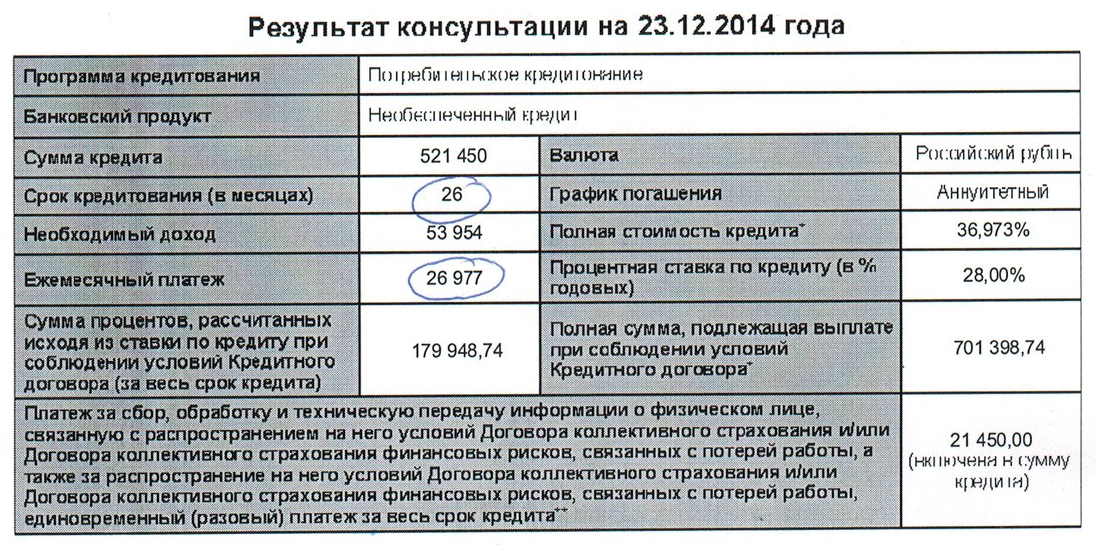 Результат консультации на 23.12.2014 года
Программа кредитования Потребительское кредитование
Банковский продукт Необеспеченный кредит
Сумма кредита 521 450 Валюта Российский рубль
Срок кредитования (в месяцах) 26 График погашения Аннуитетный
Необходимый доход 53 954 Полная стоимость кредита* 36,973%
Ежемесячный платеж 26 977 Процентная ставка по кредиту (в %
годовых) 28,00%
Сумма процентов, рассчитанных
исходя из ставки по кредиту при
соблюдении условий Кредитного
договора (за весь срок кредита)
179 948,74
Полная сумма, подлежащая выплате
при соблюдении условий
Кредитного договора*
701 398,74
Платеж за сбор, обработку и техническую передачу информации о физическом лице,
связанную с распространением на него условий Договора коллективного страхования и/или
Договора коллективного страхования финансовых рисков, связанных с потерей работы, а
также за распространение на него условий Договора коллективного страхования и/или
Договора коллективного страхования финансовых рисков, связанных с потерей работы,
единовременный (разовый) платеж за весь срок кредита**
21 450,00
(включена в сумму
кредита)